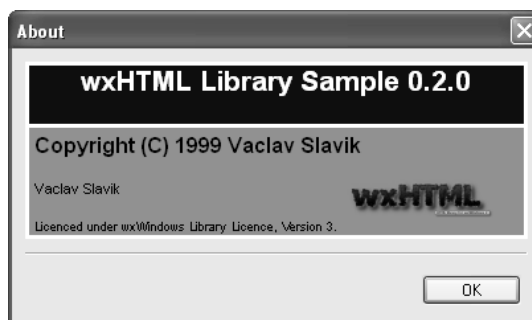 About
wxHTML Library Sample 0.2.0
Copyright (C) 1999 Vaclav Slavik
Vaclav Slavik
wxHTML
Licenced under wxWindows Library Licence, Version 3.
OK